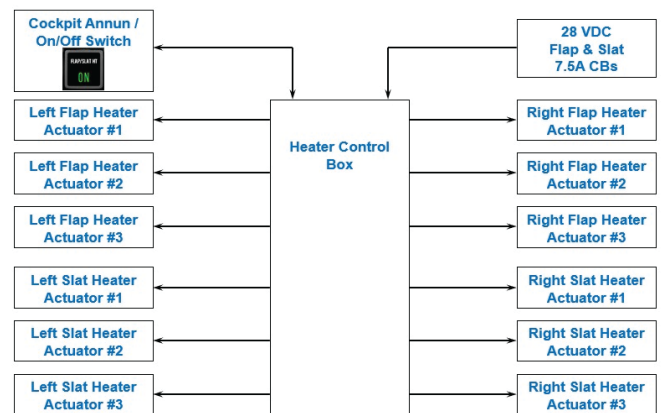 Cockpit Annun /
On/Off Switch
FLAP/SLAT HT
ON
28 VDC
Flap & Slat
7.5A CBs
Heater Control
Box
Left Flap Heater
Actuator #1
Left Flap Heater
Actuator #2
Left Flap Heater
Actuator #3
Left Slat Heater
Actuator #1
Left Slat Heater
Actuator #2
Left Slat Heater
Actuator #3
Right Flap Heater
Actuator #1
Right Flap Heater
Actuator #2
Right Flap Heater
Actuator #3
Right Slat Heater
Actuator #1
Right Slat Heater
Actuator #2
Right Slat Heater
Actuator #3